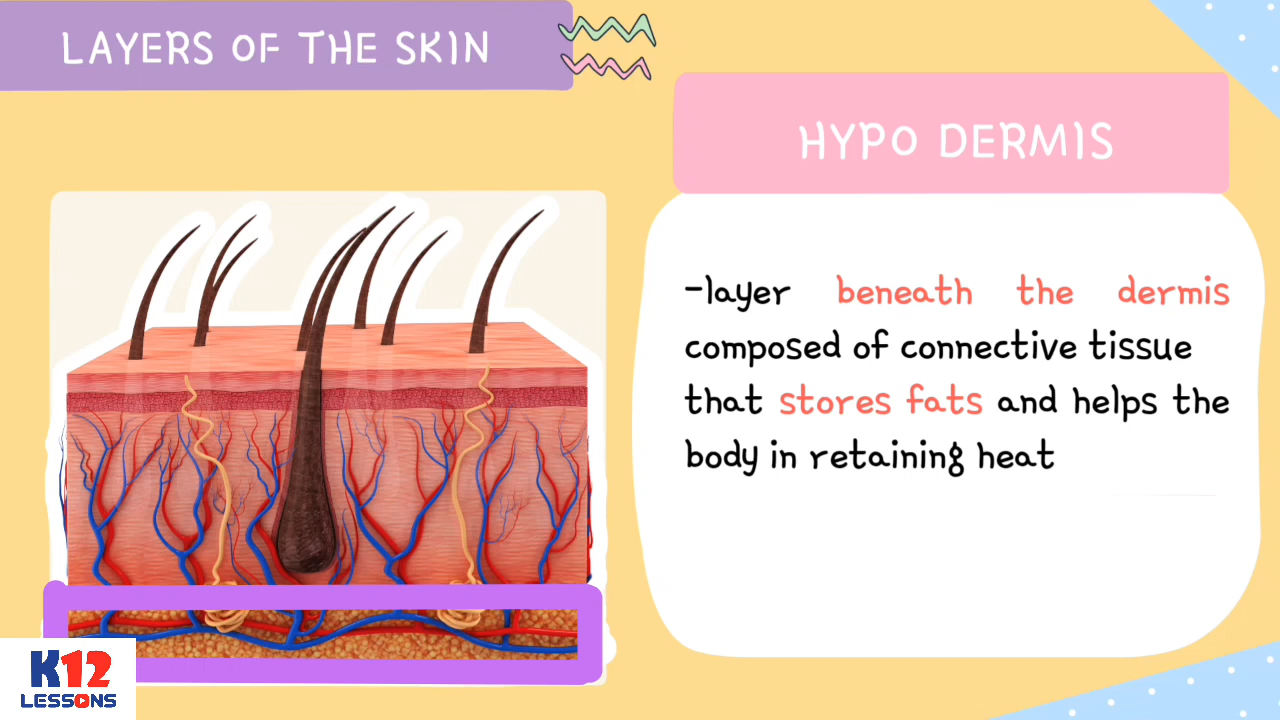 LAYERS OF THE SKIN
HYPO DERMIS
-layer beneath the dermis
composed of connective tissue
that stores fats and helps the
body in retaining heat
K12
LESSONS